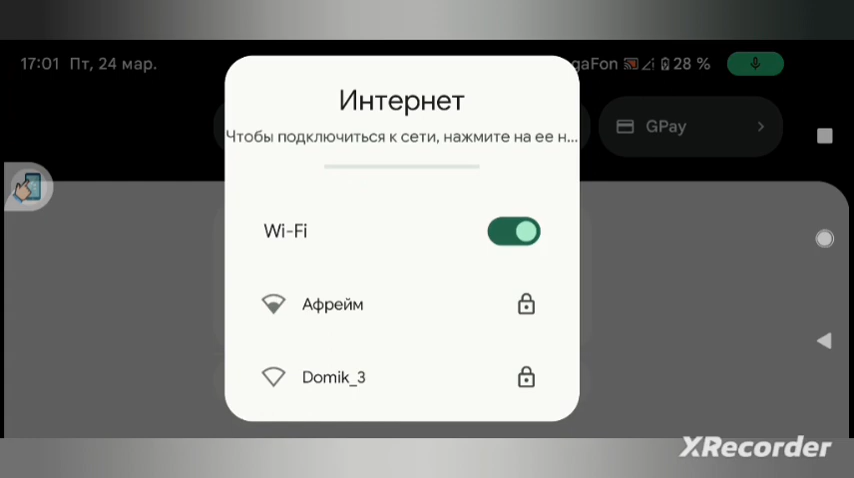 17:01 Пт, 24 мар.
gaFon 28 %
Интернет
Чтобы подключиться к сети, нажмите на ее н...
GPay
Wi-Fi
Афрейм
Domik_3
XRecorder